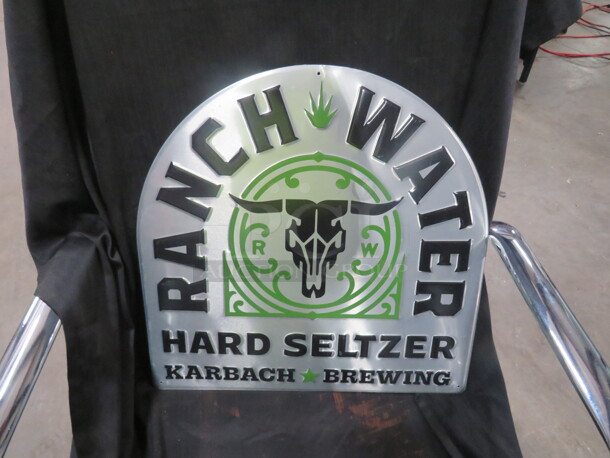 RANCH WATER
R W
HARD SELTZER
KARBACH ★ BREWING